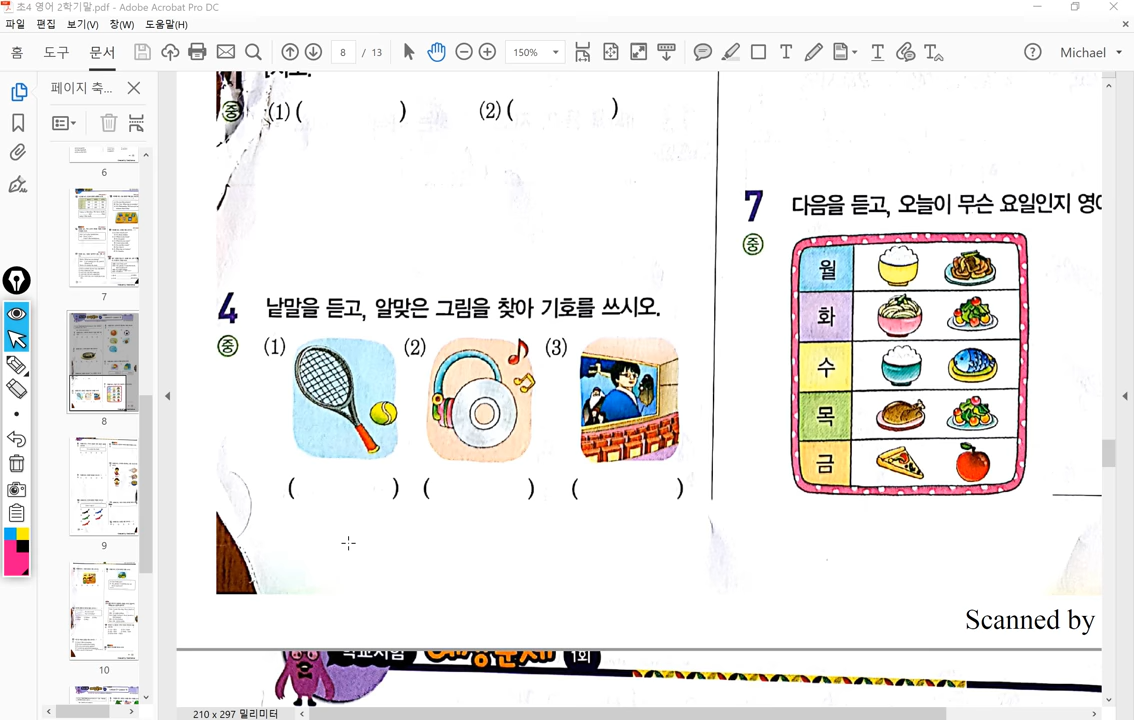 초4 영어 2학기말.pdf - Adobe Acrobat Pro DC
파일 편집 보기(V) 창(W) 도움말(H)
홈 도구 문서
8 / 13
150%
Michael
페이지 축...
6
7
8
9
10
중 (1) ( ) (2) ( )
4 낱말을 듣고, 알맞은 그림을 찾아 기호를 쓰시오.
중 (1) (2) (3)
( ) ( ) ( )
7 다음을 듣고, 오늘이 무슨 요일인지 영어
중
월
화
수
목
금
Scanned by
1회
210 x 297 밀리미터